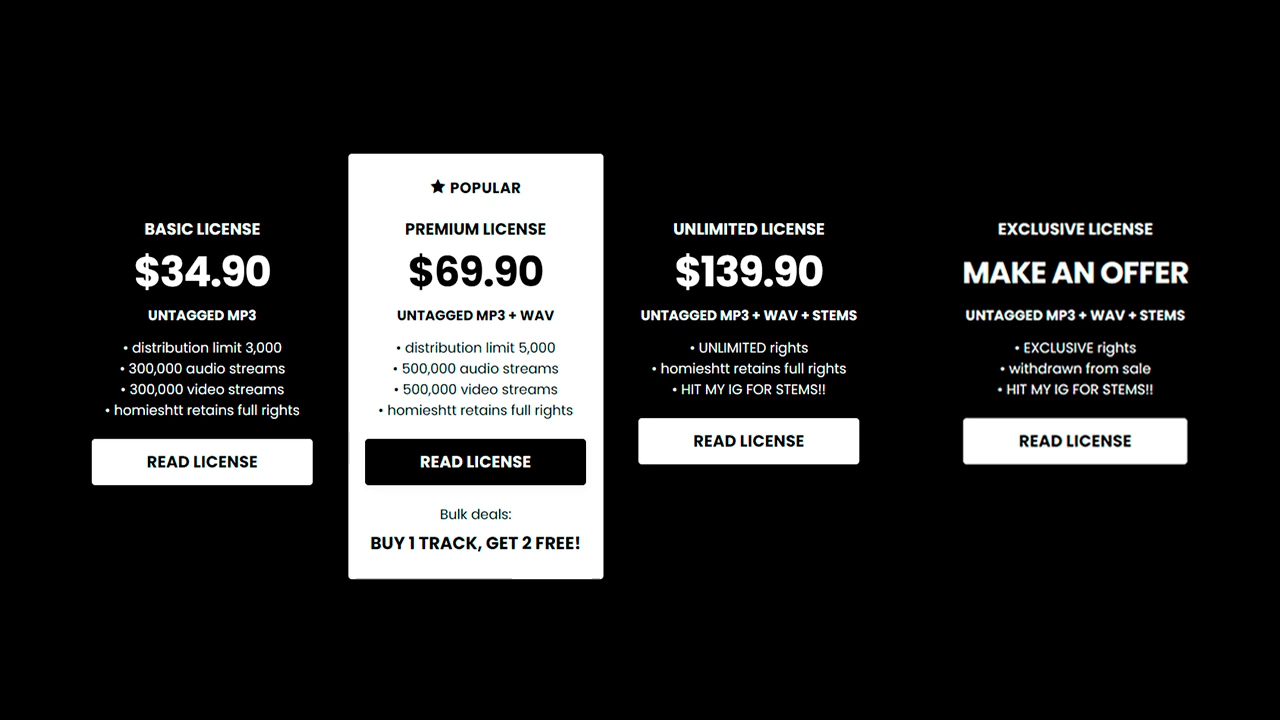 BASIC LICENSE
$34.90
UNTAGGED MP3
• distribution limit 3,000
• 300,000 audio streams
• 300,000 video streams
• homieshtt retains full rights
READ LICENSE
★ POPULAR
PREMIUM LICENSE
$69.90
UNTAGGED MP3 + WAV
• distribution limit 5,000
• 500,000 audio streams
• 500,000 video streams
• homieshtt retains full rights
READ LICENSE
Bulk deals:
BUY 1 TRACK, GET 2 FREE!
UNLIMITED LICENSE
$139.90
UNTAGGED MP3 + WAV + STEMS
• UNLIMITED rights
• homieshtt retains full rights
• HIT MY IG FOR STEMS!!
READ LICENSE
EXCLUSIVE LICENSE
MAKE AN OFFER
UNTAGGED MP3 + WAV + STEMS
• EXCLUSIVE rights
• withdrawn from sale
• HIT MY IG FOR STEMS!!
READ LICENSE